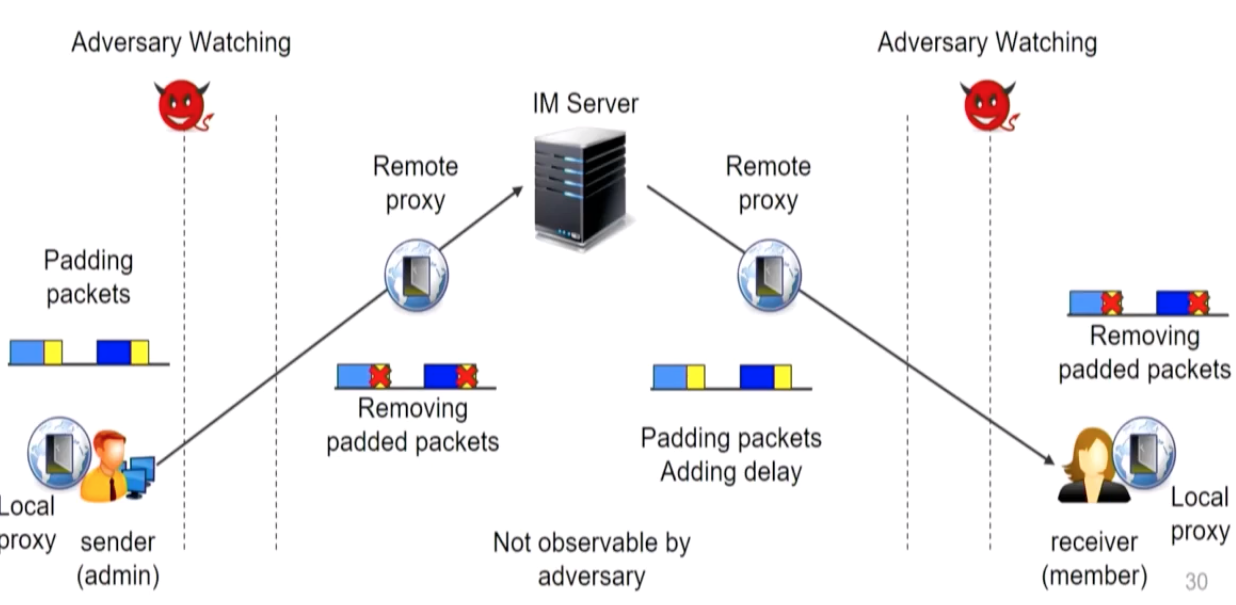 Adversary Watching
Adversary Watching
IM Server
Remote
proxy
Remote
proxy
Padding
packets
Removing
padded packets
Removing
padded packets
Padding packets
Adding delay
Local
proxy
sender
(admin)
Not observable by
adversary
receiver
(member)
Local
proxy
30